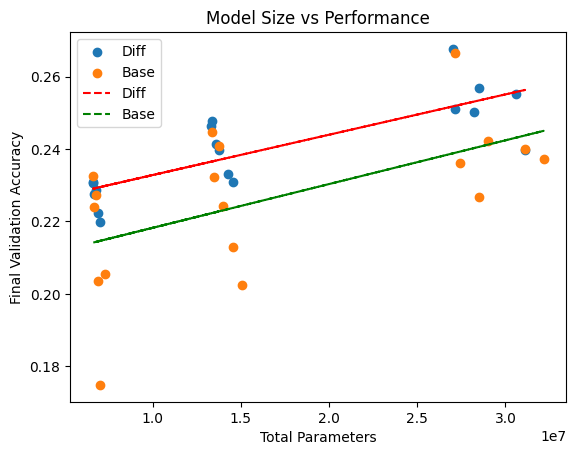 Model Size vs Performance
Diff
Base
Diff
Base
Final Validation Accuracy
0.26
0.24
0.22
0.20
0.18
1.0
1.5
2.0
2.5
3.0
1e7
Total Parameters